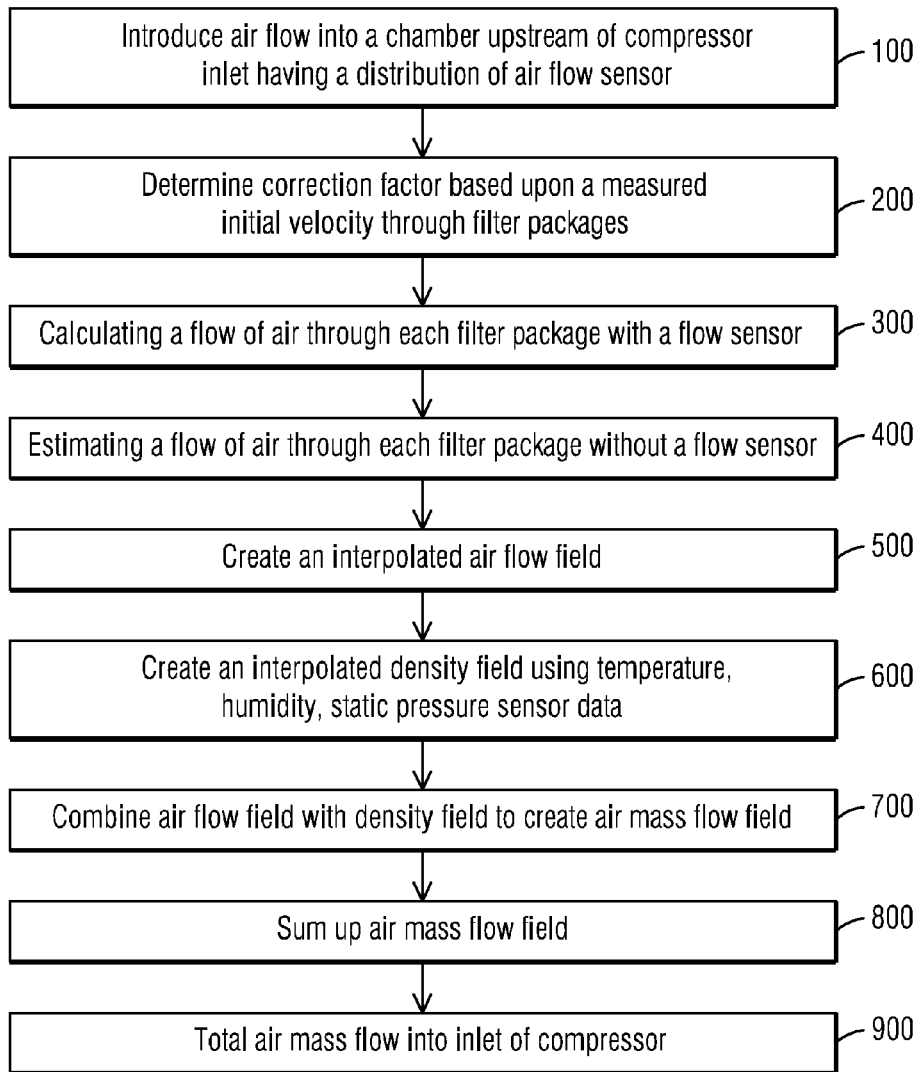 Introduce air flow into a chamber upstream of compressor
inlet having a distribution of air flow sensor
100
Determine correction factor based upon a measured
initial velocity through filter packages
200
Calculating a flow of air through each filter package with a flow sensor
300
Estimating a flow of air through each filter package without a flow sensor
400
Create an interpolated air flow field
500
Create an interpolated density field using temperature,
humidity, static pressure sensor data
600
Combine air flow field with density field to create air mass flow field
700
Sum up air mass flow field
800
Total air mass flow into inlet of compressor
900